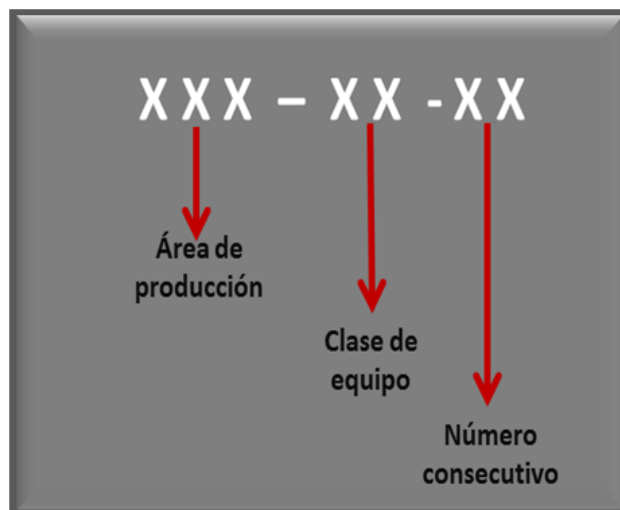 XXX – XX -XX
Área de
producción
Clase de
equipo
Número
consecutivo